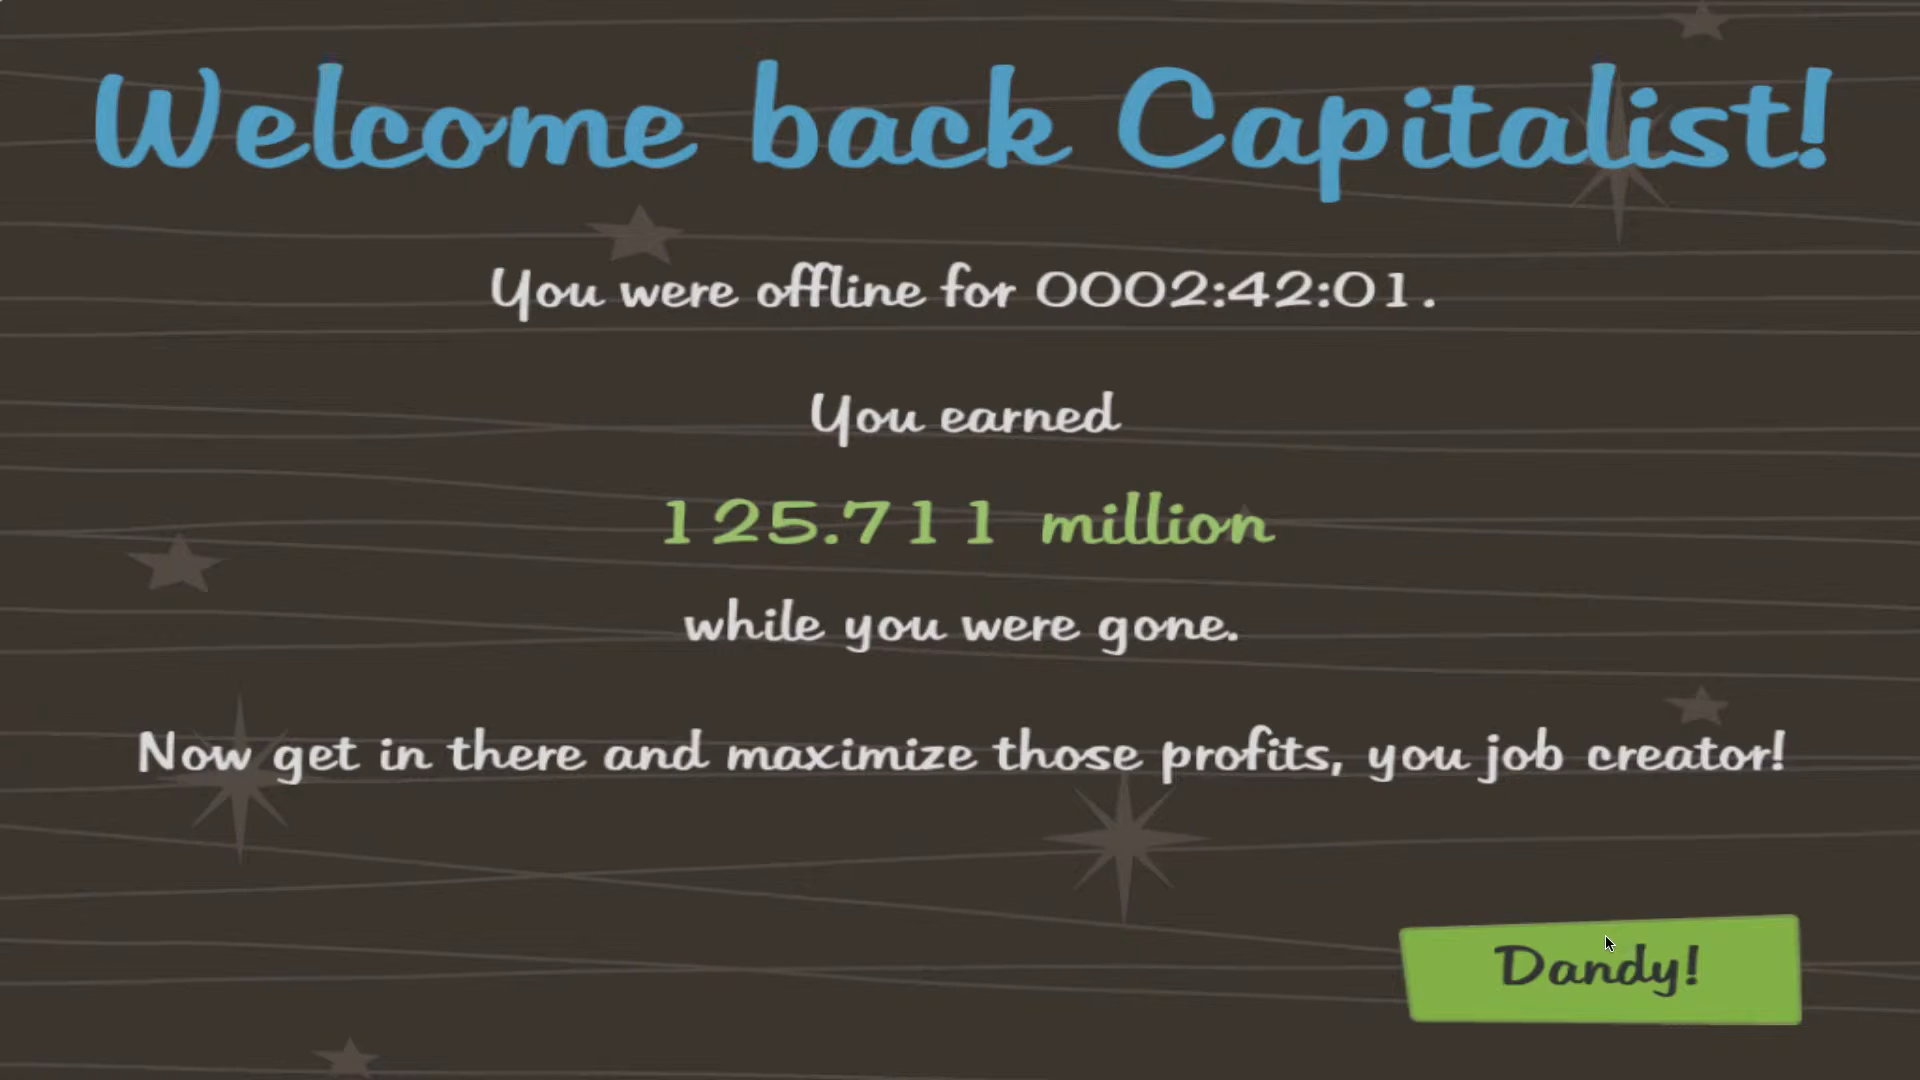 Welcome back Capitalist!
You were offline for 0002:42:01.
You earned
125.711 million
while you were gone.
Now get in there and maximize those profits, you job creator!
Dandy!